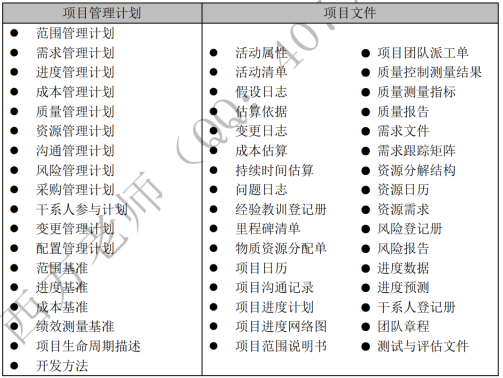 项目管理计划
● 范围管理计划
● 需求管理计划
● 进度管理计划
● 成本管理计划
● 质量管理计划
● 资源管理计划
● 沟通管理计划
● 风险管理计划
● 采购管理计划
● 干系人参与计划
● 变更管理计划
● 配置管理计划
● 范围基准
● 进度基准
● 成本基准
● 绩效测量基准
● 项目生命周期描述
● 开发方法
项目文件
● 活动属性
● 活动清单
● 假设日志
● 估算依据
● 变更日志
● 成本估算
● 持续时间估算
● 问题日志
● 经验教训登记册
● 里程碑清单
● 物质资源分配单
● 项目日历
● 项目沟通记录
● 项目进度计划
● 项目进度网络图
● 项目范围说明书
● 项目团队派工单
● 质量控制测量结果
● 质量测量指标
● 质量报告
● 需求文件
● 需求跟踪矩阵
● 资源分解结构
● 资源日历
● 资源需求
● 风险登记册
● 风险报告
● 进度数据
● 进度预测
● 干系人登记册
● 团队章程
● 测试与评估文件
老师（QQ：